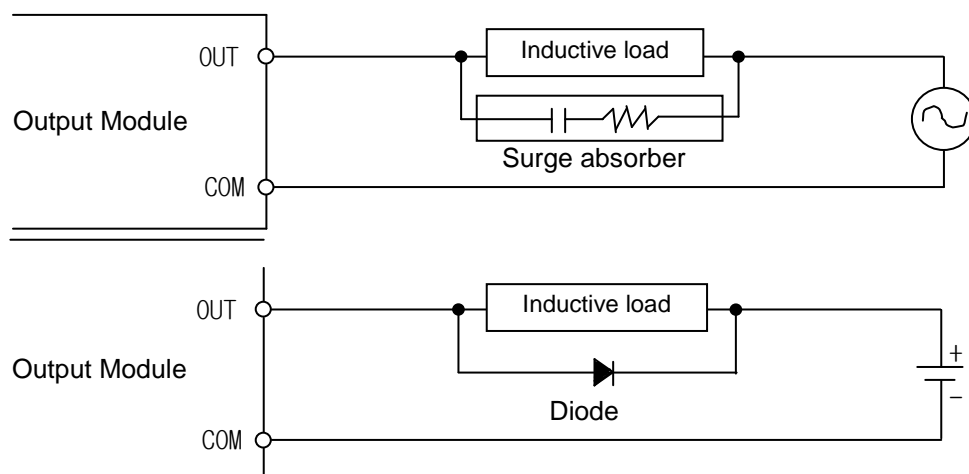 OUT
Inductive load
Output Module
Surge absorber
COM
OUT
Inductive load
+
Output Module
−
Diode
COM